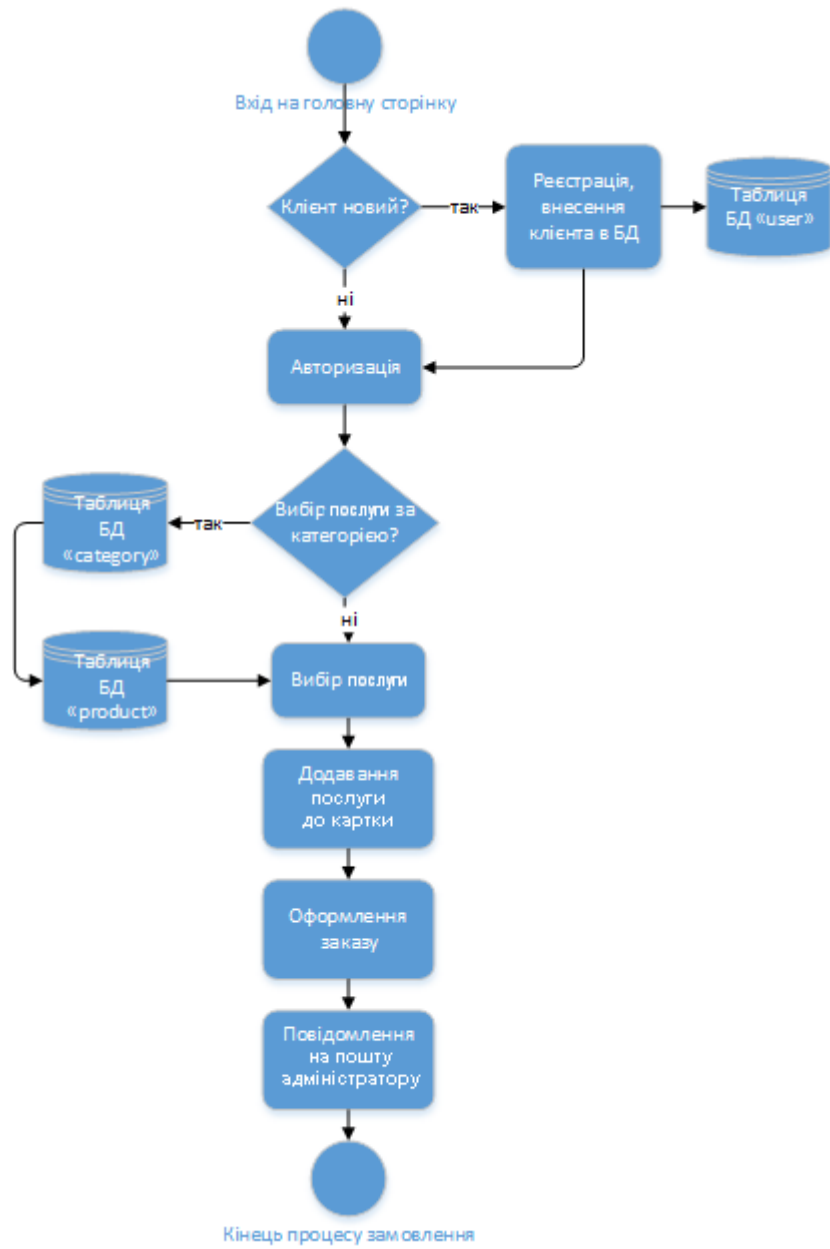 Вхід на головну сторінку
Клієнт новий?
так
Реєстрація,
внесення
клієнта в БД
Таблиця
БД «user»
ні
Авторизація
Вибір послуги за
категорією?
так
Таблиця
БД
«category»
ні
Таблиця
БД
«product»
Вибір послуги
Додавання
послуги
до картки
Оформлення
заказу
Повідомлення
на пошту
адміністратору
Кінець процесу замовлення